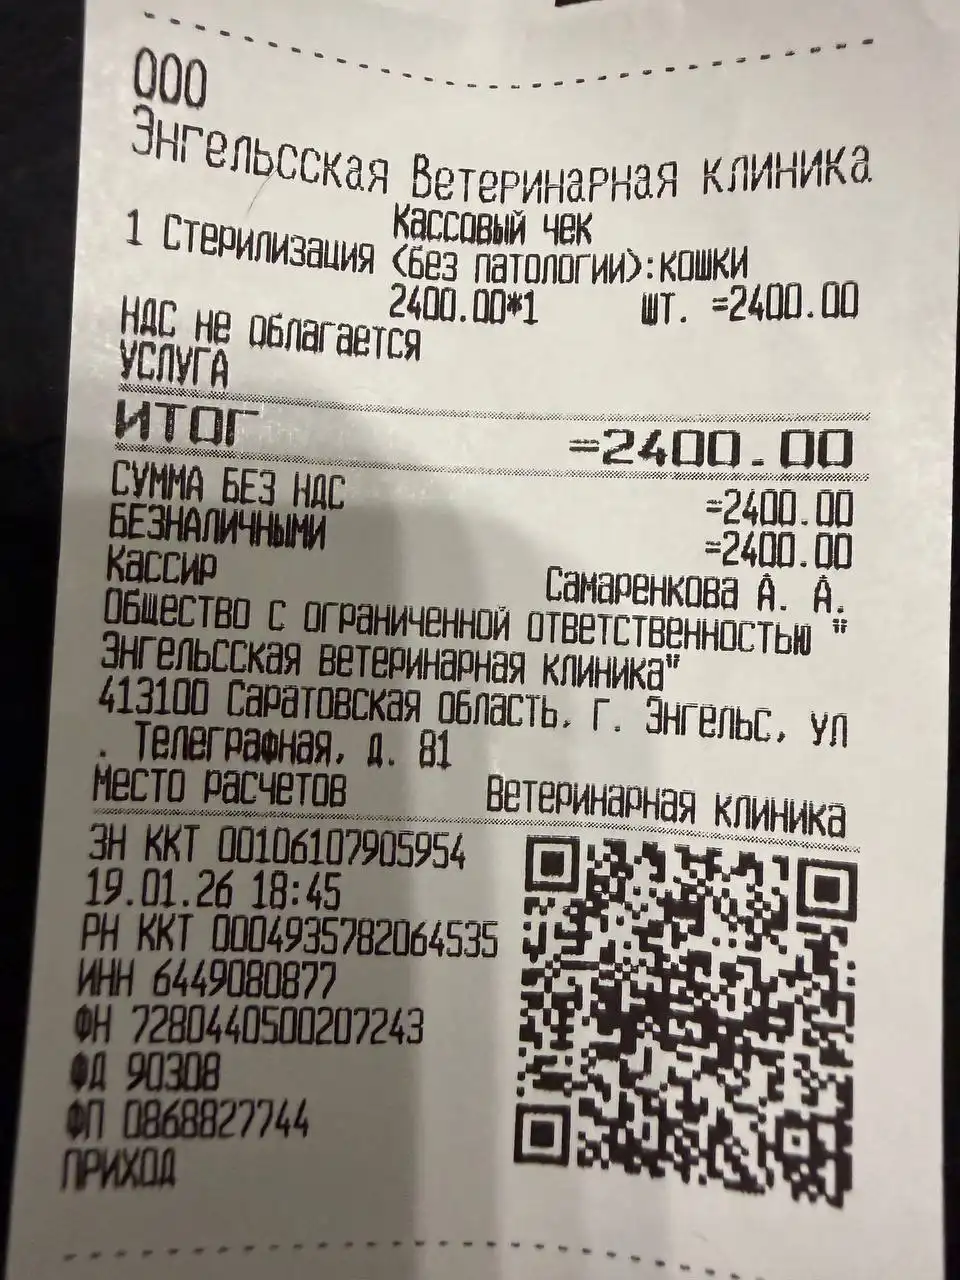 ООО
Энгельсская Ветеринарная клиника
Кассовый чек
1 Стерилизация (без патологии):кошки
2400.00*1 шт. =2400.00
НДС не облагается
УСЛУГА
ИТОГ =2400.00
СУММА БЕЗ НДС =2400.00
БЕЗНАЛИЧНЫМИ =2400.00
Кассир Самаренкова А. А.
Общество с ограниченной ответственностью "
Энгельсская ветеринарная клиника"
413100 Саратовская область, г. Энгельс, ул
. Телеграфная, д. 81
Место расчетов Ветеринарная клиника
ЗН ККТ 00106107905954
19.01.26 18:45
РН ККТ 0004935782064535
ИНН 6449080877
ФН 7280440500207243
ФД 90308
ФП 0868827744
ПРИХОД